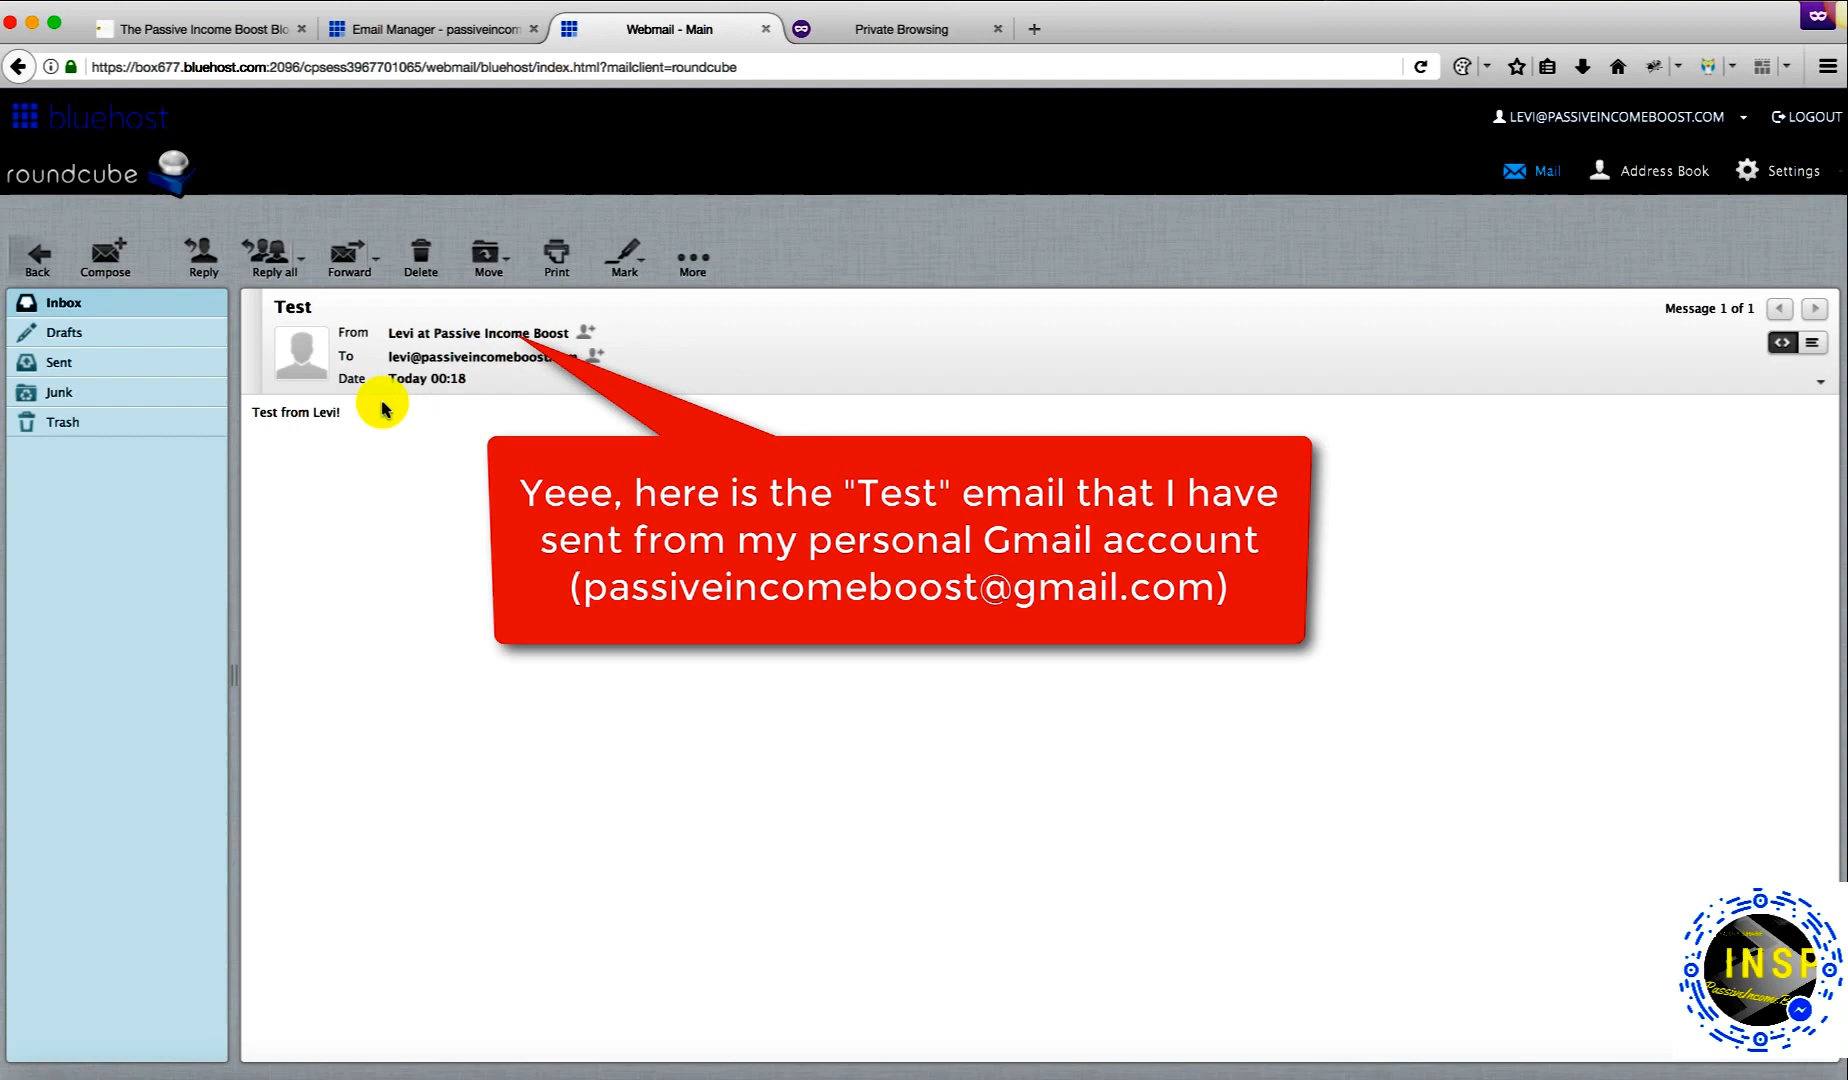 The Passive Income Boost Blo
Email Manager - passiveincom
Webmail - Main
Private Browsing
https://box677.bluehost.com:2096/cpsess3967701065/webmail/bluehost/index.html?mailclient=roundcube
bluehost
LEVI@PASSIVEINCOMEBOOST.COM
LOGOUT
roundcube
Mail
Address Book
Settings
Back
Compose
Reply
Reply all
Forward
Delete
Move
Print
Mark
More
Inbox
Drafts
Sent
Junk
Trash
Test
Message 1 of 1
From Levi at Passive Income Boost
To levi@passiveincomeboost
Date Today 00:18
Test from Levi!
Yeee, here is the "Test" email that I have
sent from my personal Gmail account
(passiveincomeboost@gmail.com)
INSP
PassiveIncome.B